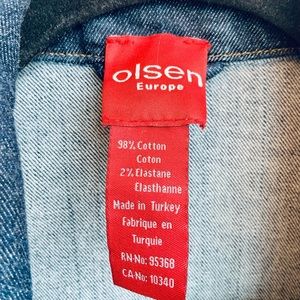 olsen
Europe
98% Cotton
Coton
2% Elastane
Elasthanne
Made in Turkey
Fabrique en
Turquie
RN-No: 95368
CA-No: 10340